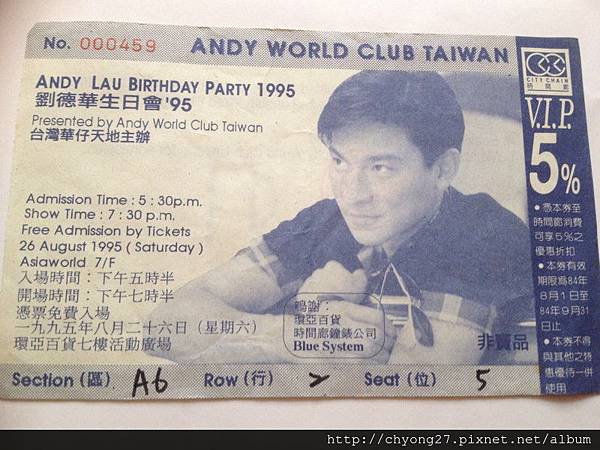 No. 000459
ANDY WORLD CLUB TAIWAN
ANDY LAU BIRTHDAY PARTY 1995
劉德華生日會'95
Presented by Andy World Club Taiwan
台灣華仔天地主辦
Admission Time : 5 : 30p.m.
Show Time : 7 : 30 p.m.
Free Admission by Tickets
26 August 1995 ( Saturday )
Asiaworld 7/F
入場時間：下午五時半
開場時間：下午七時半
憑票免費入場
一九九五年八月二十六日（星期六）
環亞百貨七樓活動廣場
鳴謝：
環亞百貨
時間廊鐘錶公司
Blue System
非賣品
Section (區) A6 Row (行) 2 Seat (位) 5
CITY CHAIN
時間廊
V.I.P.
5%
●憑本券至
時間廊消費
可享5%之
優惠折扣
●本券有效
期限為84年
8月1日至
84年9月31
日止
●本券不得
與其他之特
惠優待一併
使用
http://chyong27.pixnet.net/album